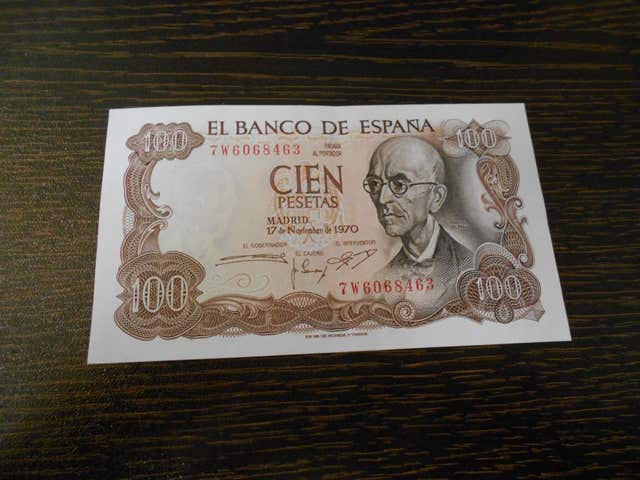 100 EL BANCO DE ESPAÑA 100
7W6068463 PAGARÁ AL PORTADOR
CIEN
PESETAS
MADRID
17 de Noviembre de 1970
EL GOBERNADOR EL INTERVENTOR
EL CAJERO
7W6068463
100 100